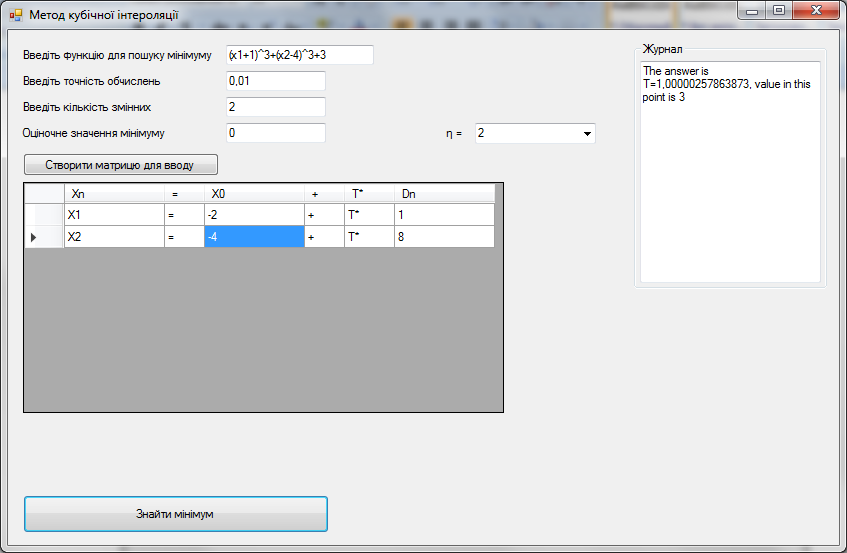 Метод кубічної інтероляції
Введіть функцію для пошуку мінімуму (x1+1)^3+(x2-4)^3+3
Введіть точність обчислень 0,01
Введіть кількість змінних 2
Оціночне значення мінімуму 0 η = 2
Створити матрицю для вводу
Xn = X0 + T* Dn
X1 = -2 + T* 1
X2 = -4 + T* 8
Знайти мінімум
Журнал
The answer is
T=1,00000257863873, value in this
point is 3